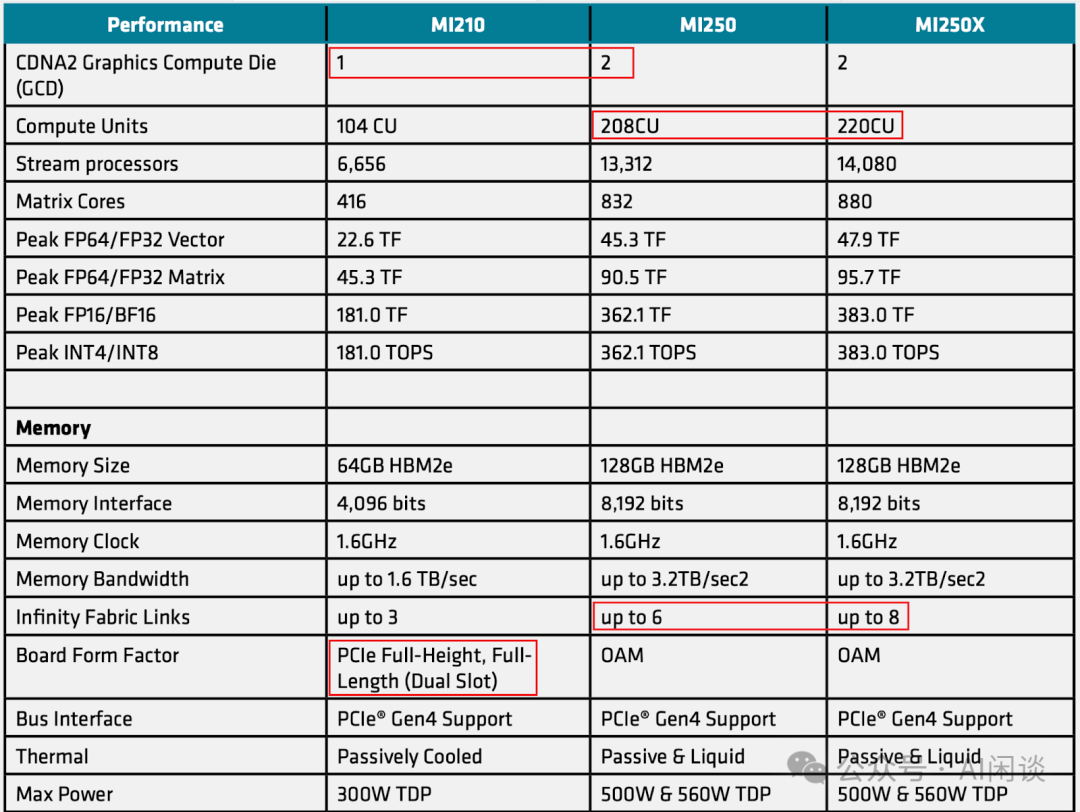 Performance MI210 MI250 MI250X
CDNA2 Graphics Compute Die (GCD) 1 2 2
Compute Units 104 CU 208CU 220CU
Stream processors 6,656 13,312 14,080
Matrix Cores 416 832 880
Peak FP64/FP32 Vector 22.6 TF 45.3 TF 47.9 TF
Peak FP64/FP32 Matrix 45.3 TF 90.5 TF 95.7 TF
Peak FP16/BF16 181.0 TF 362.1 TF 383.0 TF
Peak INT4/INT8 181.0 TOPS 362.1 TOPS 383.0 TOPS
Memory
Memory Size 64GB HBM2e 128GB HBM2e 128GB HBM2e
Memory Interface 4,096 bits 8,192 bits 8,192 bits
Memory Clock 1.6GHz 1.6GHz 1.6GHz
Memory Bandwidth up to 1.6 TB/sec up to 3.2TB/sec2 up to 3.2TB/sec2
Infinity Fabric Links up to 3 up to 6 up to 8
Board Form Factor PCIe Full-Height, Full-Length (Dual Slot) OAM OAM
Bus Interface PCIe® Gen4 Support PCIe® Gen4 Support PCIe® Gen4 Support
Thermal Passively Cooled Passive & Liquid Passive & Liquid
公众号·AI闲谈
Max Power 300W TDP 500W & 560W TDP 500W & 560W TDP